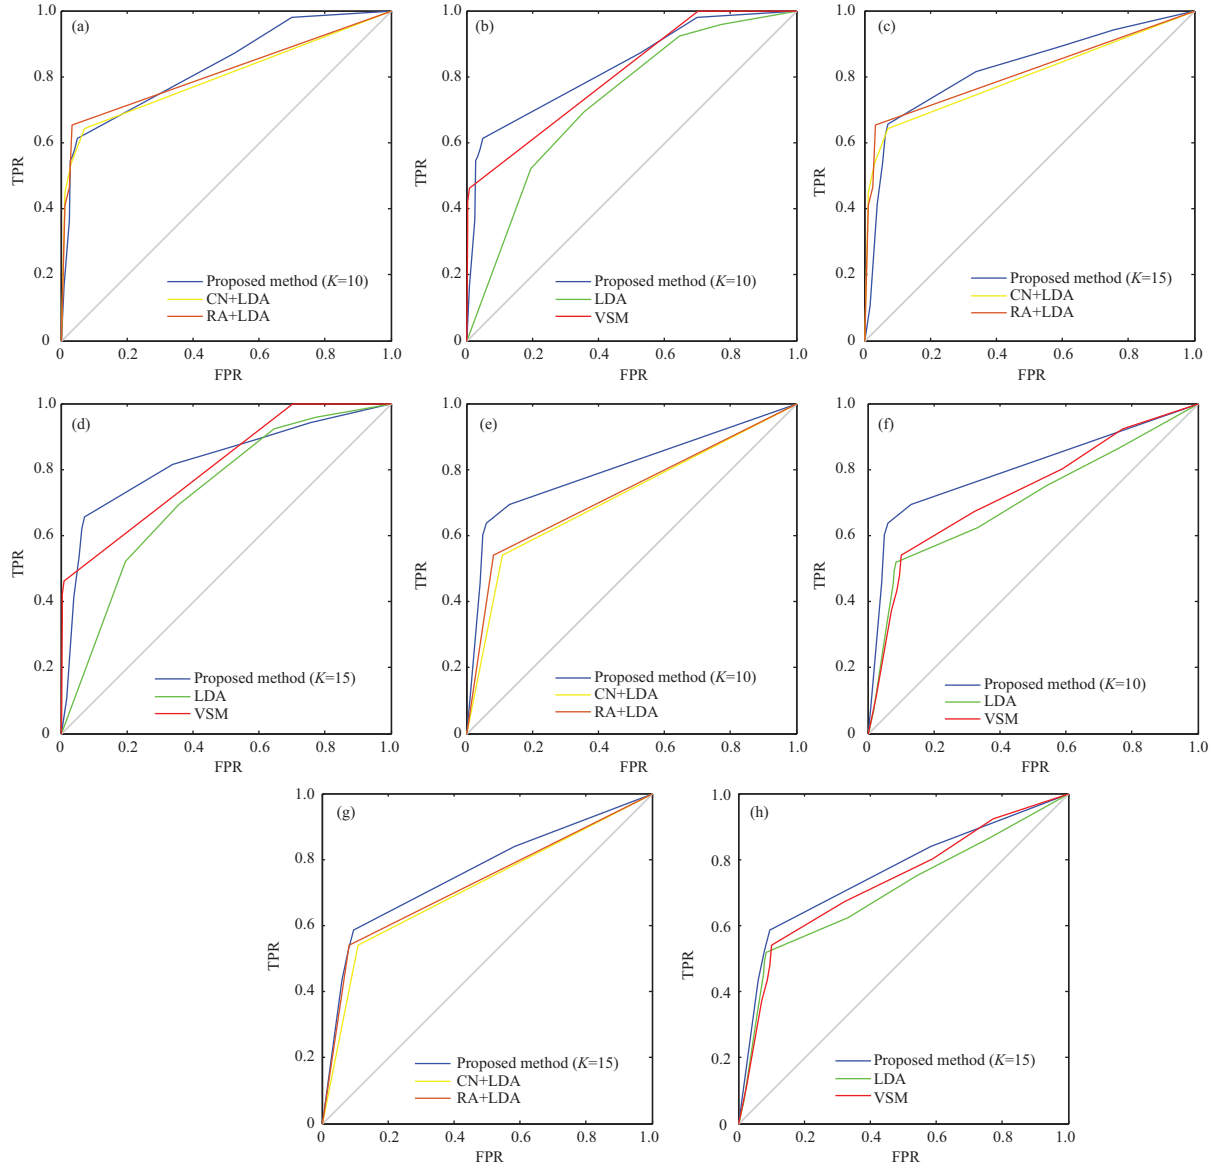 (a)
1.0
0.8
0.6
0.4
0.2
0
TPR
Proposed method (K=10)
CN+LDA
RA+LDA
0 0.2 0.4 0.6 0.8 1.0
FPR
(b)
1.0
0.8
0.6
0.4
0.2
0
TPR
Proposed method (K=10)
LDA
VSM
0 0.2 0.4 0.6 0.8 1.0
FPR
(c)
1.0
0.8
0.6
0.4
0.2
0
TPR
Proposed method (K=15)
CN+LDA
RA+LDA
0 0.2 0.4 0.6 0.8 1.0
FPR
(d)
1.0
0.8
0.6
0.4
0.2
0
TPR
Proposed method (K=15)
LDA
VSM
0 0.2 0.4 0.6 0.8 1.0
FPR
(e)
1.0
0.8
0.6
0.4
0.2
0
TPR
Proposed method (K=10)
CN+LDA
RA+LDA
0 0.2 0.4 0.6 0.8 1.0
FPR
(f)
1.0
0.8
0.6
0.4
0.2
0
TPR
Proposed method (K=10)
LDA
VSM
0 0.2 0.4 0.6 0.8 1.0
FPR
(g)
1.0
0.8
0.6
0.4
0.2
0
TPR
Proposed method (K=15)
CN+LDA
RA+LDA
0 0.2 0.4 0.6 0.8 1.0
FPR
(h)
1.0
0.8
0.6
0.4
0.2
0
TPR
Proposed method (K=15)
LDA
VSM
0 0.2 0.4 0.6 0.8 1.0
FPR